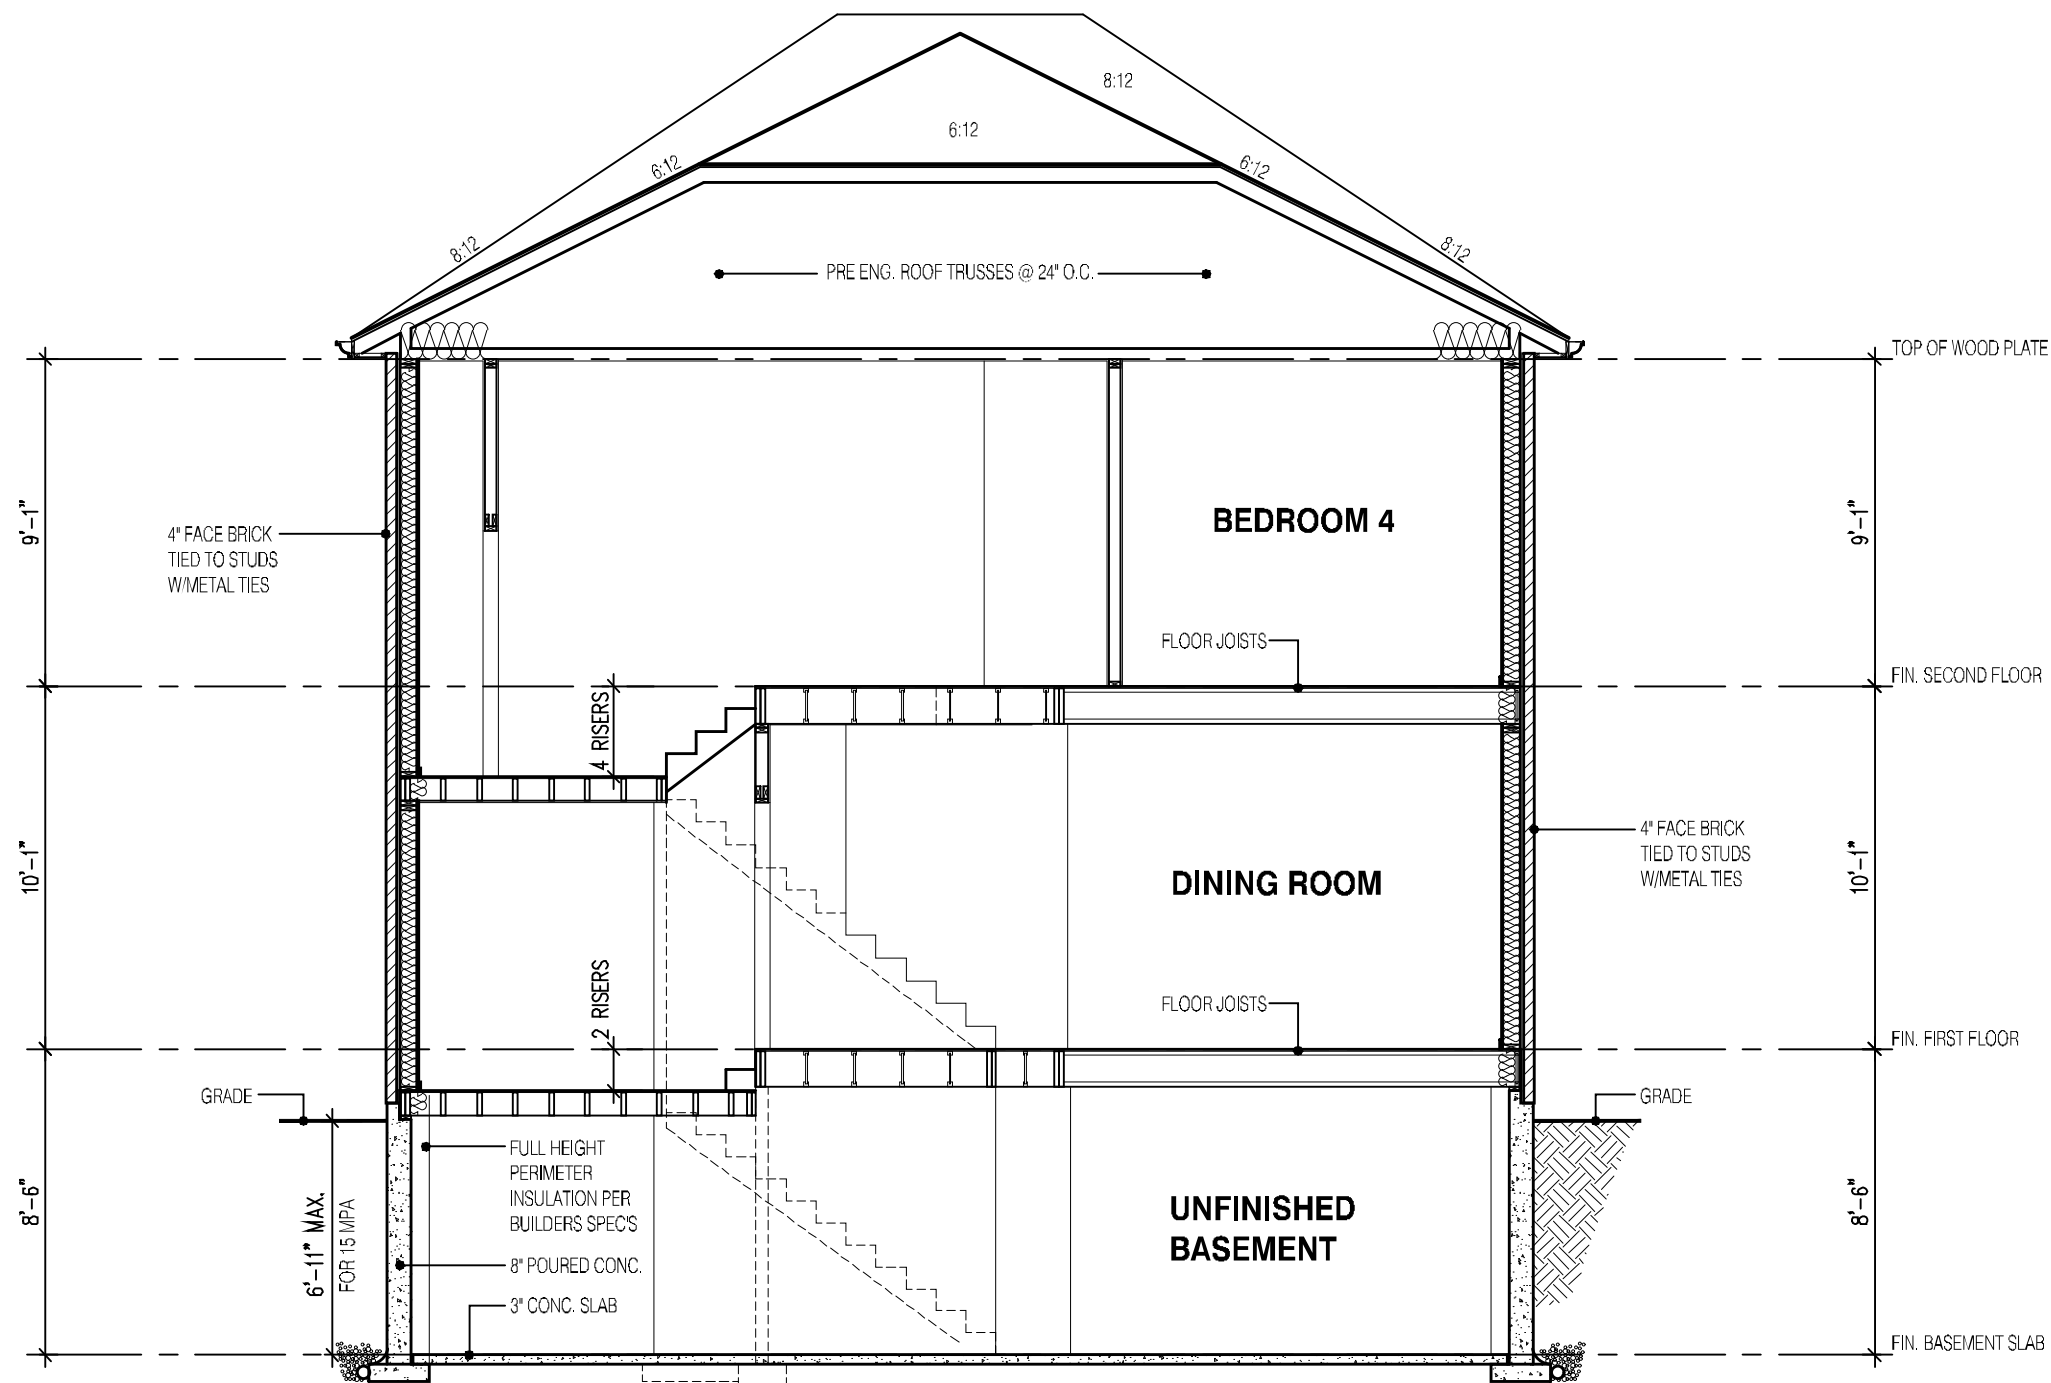 8:12
6:12
6:12
6:12
8:12
8:12
PRE ENG. ROOF TRUSSES @ 24" O.C.
TOP OF WOOD PLATE
9'-1"
9'-1"
4" FACE BRICK
TIED TO STUDS
W/METAL TIES
BEDROOM 4
FLOOR JOISTS
FIN. SECOND FLOOR
4 RISERS
10'-1"
10'-1"
4" FACE BRICK
TIED TO STUDS
W/METAL TIES
DINING ROOM
2 RISERS
FLOOR JOISTS
FIN. FIRST FLOOR
GRADE
GRADE
FULL HEIGHT
PERIMETER
INSULATION PER
BUILDERS SPEC'S
8'-6"
8'-6"
6'-11" MAX.
FOR 15 MPA
UNFINISHED
BASEMENT
8" POURED CONC.
3" CONC. SLAB
FIN. BASEMENT SLAB